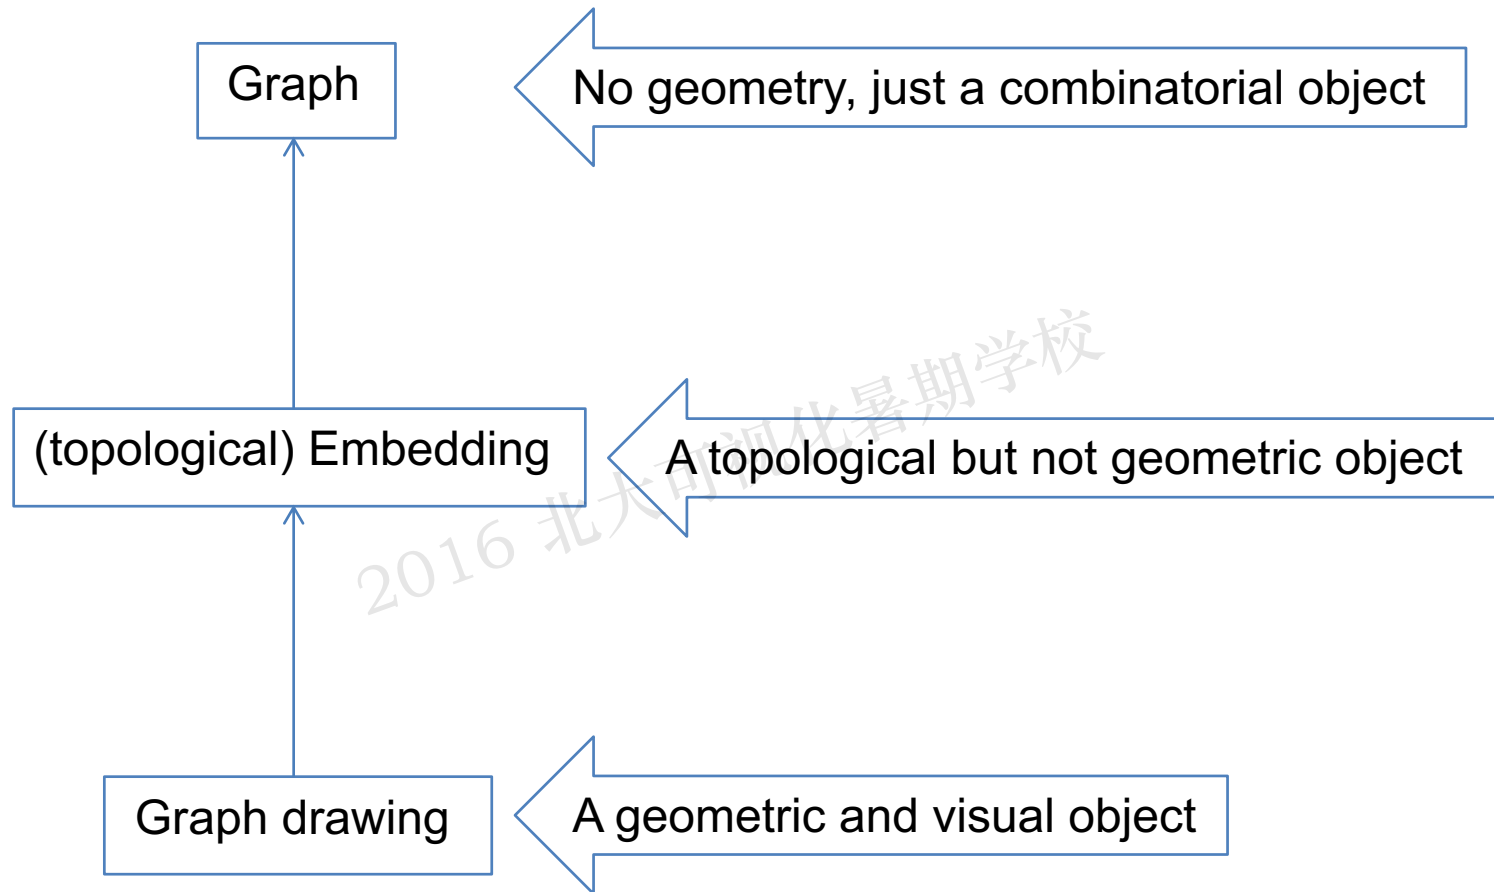 Graph
No geometry, just a combinatorial object
(topological) Embedding
A topological but not geometric object
2016 北大可视化暑期学校
Graph drawing
A geometric and visual object